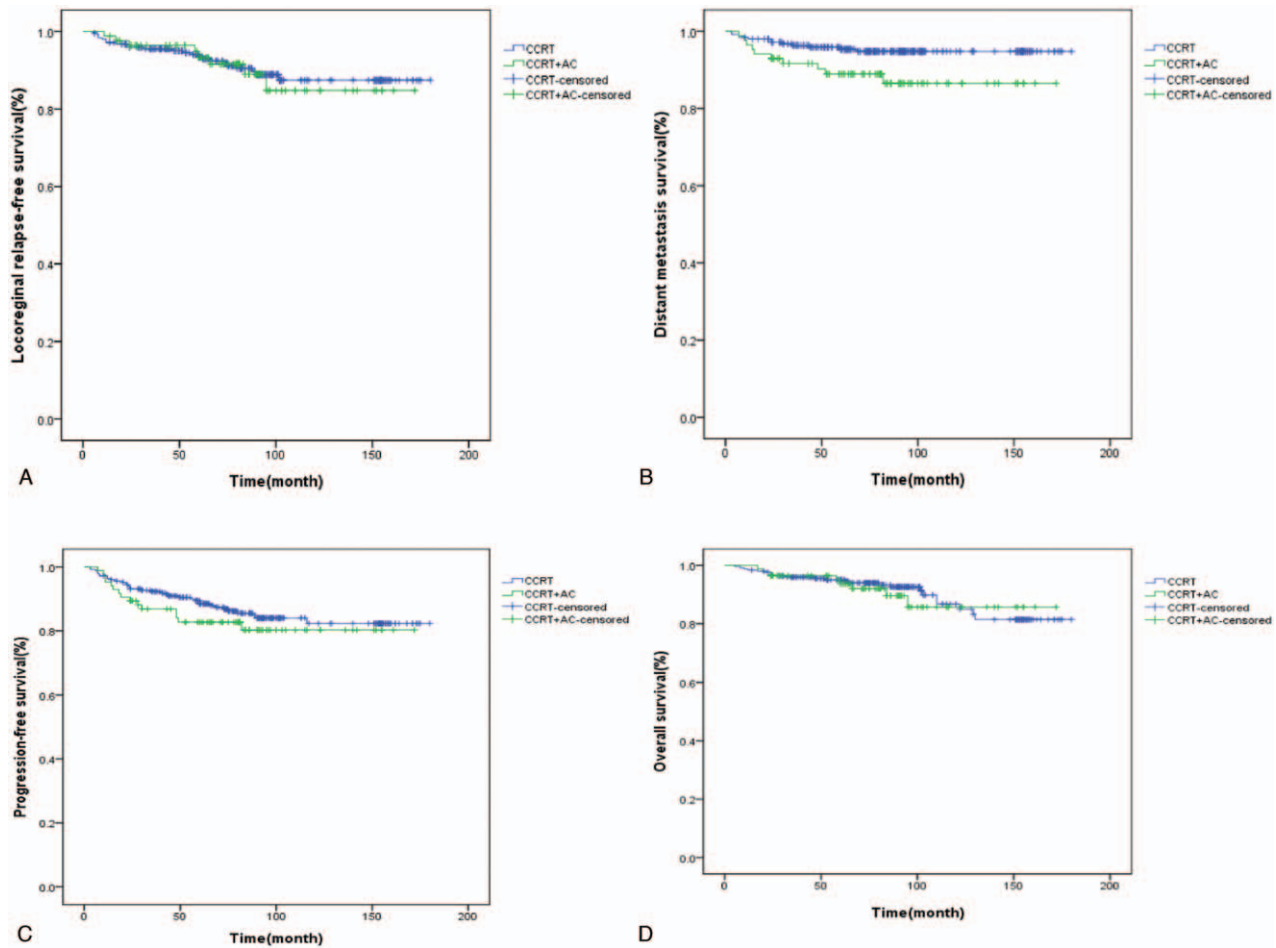 1.0
0.8
0.6
0.4
0.2
0.0
Locoreginal relapse-free survival(%)
0 50 100 150 200
Time(month)
A
CCRT
CCRT+AC
CCRT-censored
CCRT+AC-censored
1.0
0.8
0.6
0.4
0.2
0.0
Distant metastasis survival(%)
0 50 100 150 200
Time(month)
B
CCRT
CCRT+AC
CCRT-censored
CCRT+AC-censored
1.0
0.8
0.6
0.4
0.2
0.0
Progression-free survival(%)
0 50 100 150 200
Time(month)
C
CCRT
CCRT+AC
CCRT-censored
CCRT+AC-censored
1.0
0.8
0.6
0.4
0.2
0.0
Overall survival(%)
0 50 100 150 200
Time(month)
D
CCRT
CCRT+AC
CCRT-censored
CCRT+AC-censored